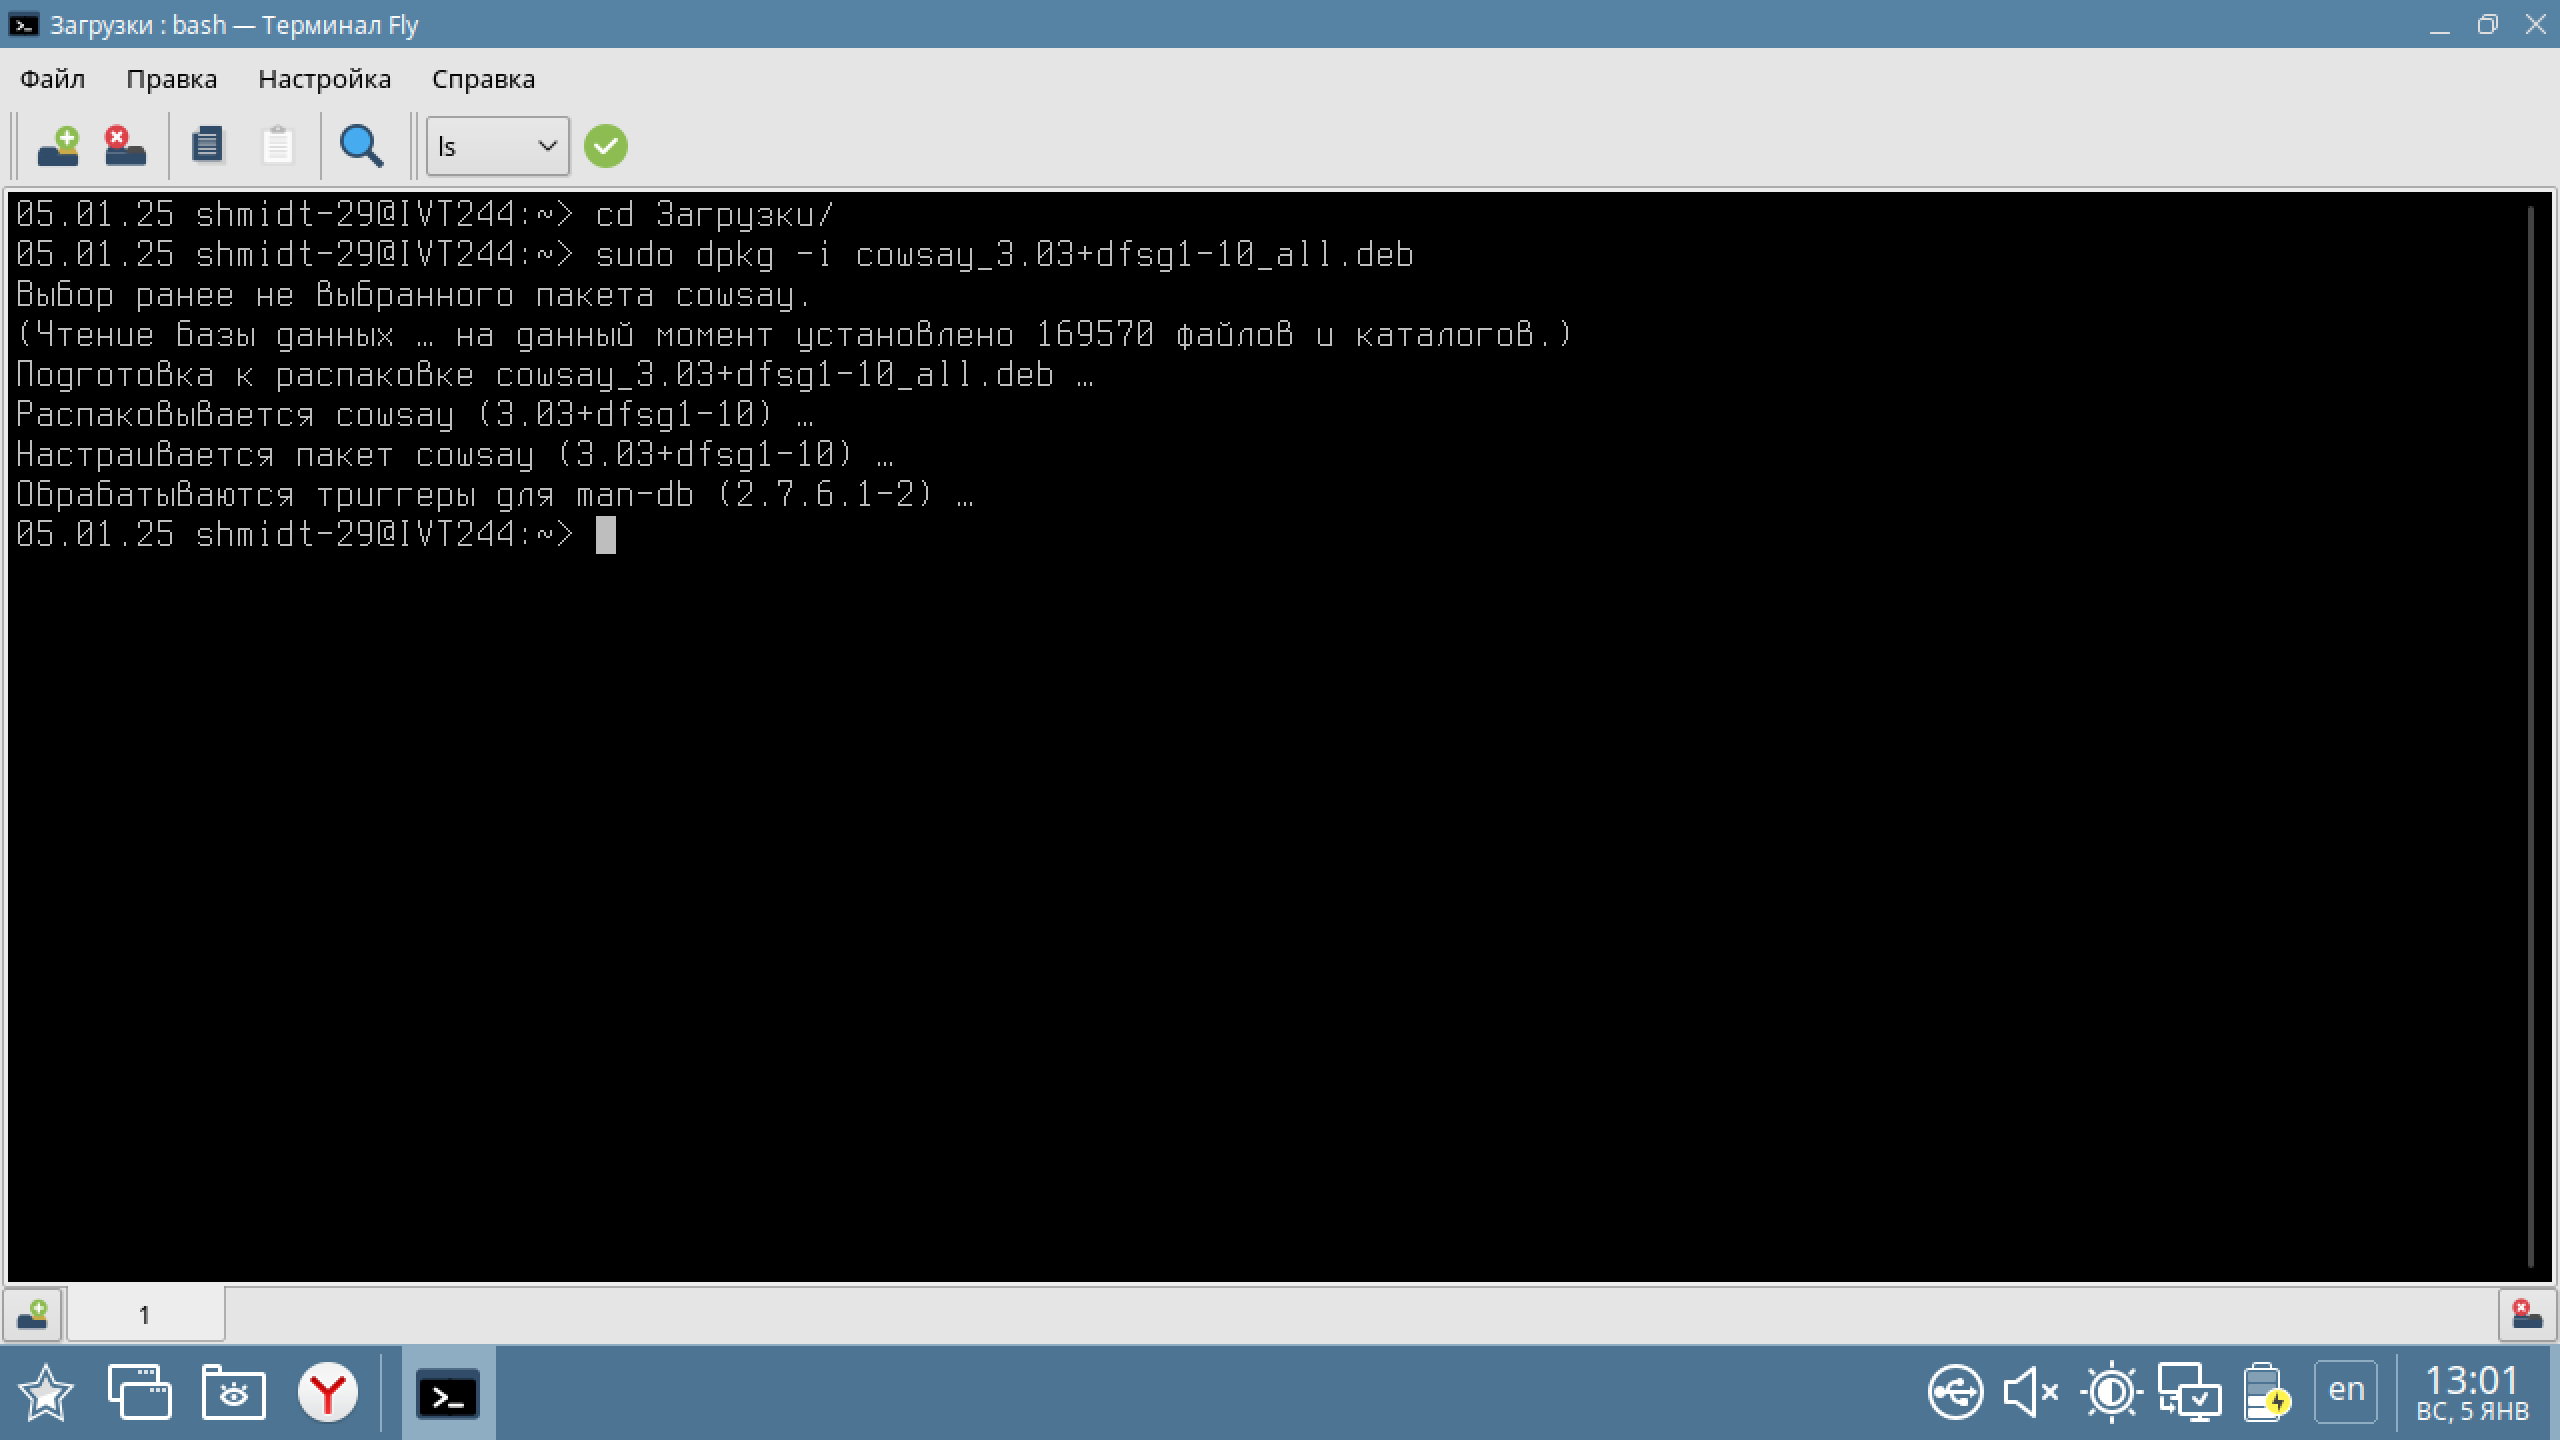 Загрузки : bash — Терминал Fly
Файл Правка Настройка Справка
ls
05.01.25 shmidt-29@IVT244:~> cd Загрузки/
05.01.25 shmidt-29@IVT244:~> sudo dpkg -i cowsay_3.03+dfsg1-10_all.deb
Выбор ранее не выбранного пакета cowsay.
(Чтение базы данных … на данный момент установлено 169570 файлов и каталогов.)
Подготовка к распаковке cowsay_3.03+dfsg1-10_all.deb …
Распаковывается cowsay (3.03+dfsg1-10) …
Настраивается пакет cowsay (3.03+dfsg1-10) …
Обрабатываются триггеры для man-db (2.7.6.1-2) …
05.01.25 shmidt-29@IVT244:~>
1
en
13:01
ВС, 5 ЯНВ